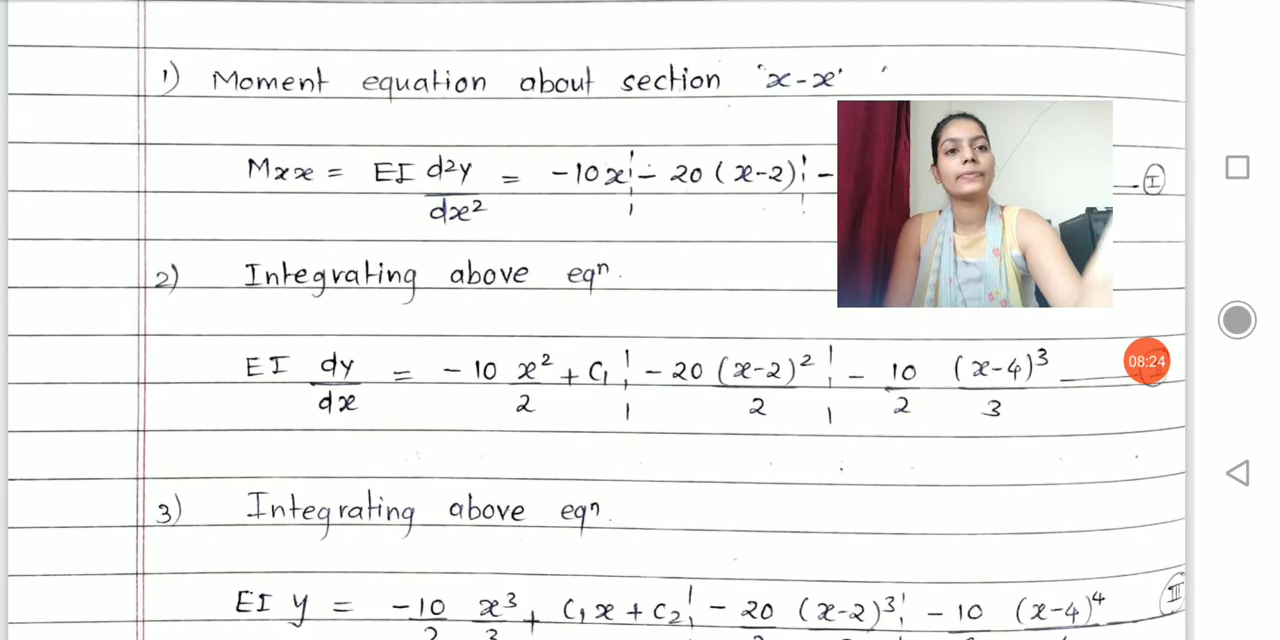 1) Moment equation about section 'x-x'
Mxx = EI d2y/dx² = -10x ¦ - 20 (x-2) ¦ - (I)
2) Integrating above eqn.
EI dy/dx = -10 x²/2 + C1 ¦ - 20 (x-2)²/2 ¦ - 10/2 (x-4)³/3
08:24
3) Integrating above eqn.
EI y = -10/2 x³/3 + C1x + C2 ¦ - 20 (x-2)³ ¦ - 10 (x-4)⁴ (III)